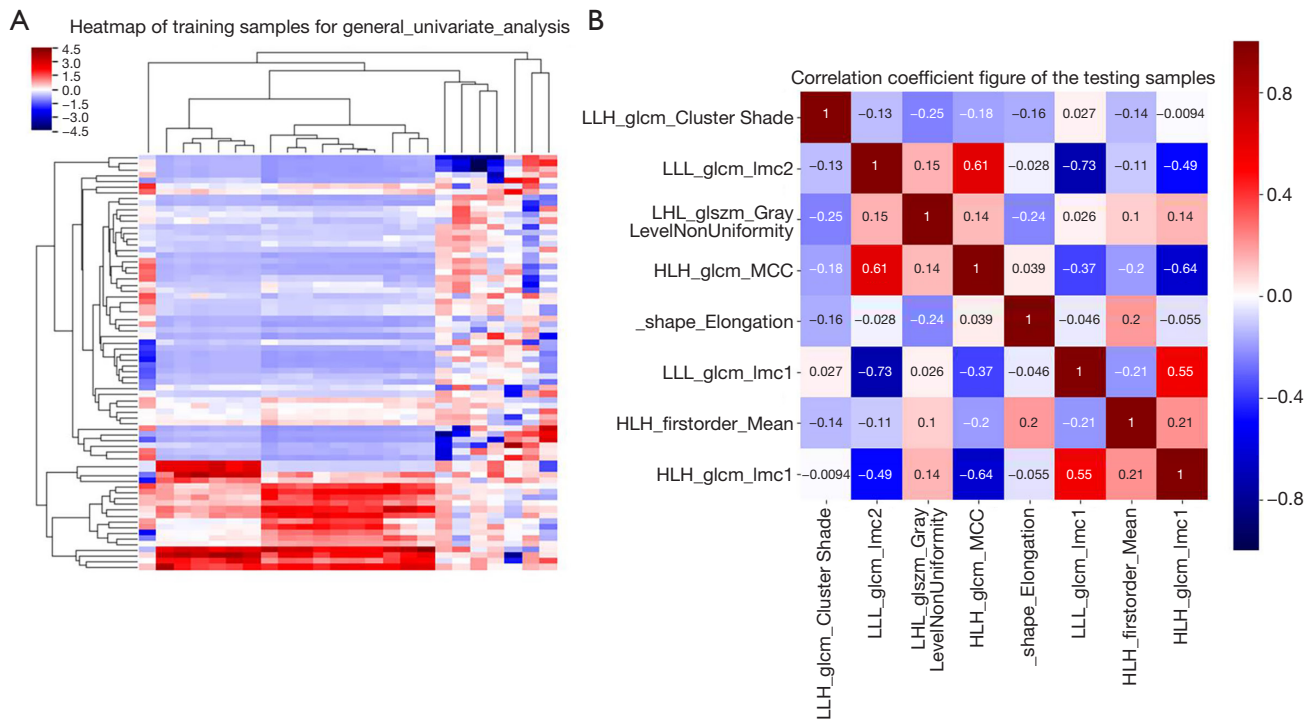 A
Heatmap of training samples for general_univariate_analysis
4.5
3.0
1.5
0.0
−1.5
−3.0
−4.5
B
Correlation coefficient figure of the testing samples
LLH_glcm_Cluster Shade
1 −0.13 −0.25 −0.18 −0.16 0.027 −0.14 −0.0094
LLL_glcm_lmc2
−0.13 1 0.15 0.61 −0.028 −0.73 −0.11 −0.49
LHL_glszm_Gray
LevelNonUniformity
−0.25 0.15 1 0.14 −0.24 0.026 0.1 0.14
HLH_glcm_MCC
−0.18 0.61 0.14 1 0.039 −0.37 −0.2 −0.64
_shape_Elongation
−0.16 −0.028 −0.24 0.039 1 −0.046 0.2 −0.055
LLL_glcm_lmc1
0.027 −0.73 0.026 −0.37 −0.046 1 −0.21 0.55
HLH_firstorder_Mean
−0.14 −0.11 0.1 −0.2 0.2 −0.21 1 0.21
HLH_glcm_lmc1
−0.0094 −0.49 0.14 −0.64 −0.055 0.55 0.21 1
LLH_glcm_Cluster Shade
LLL_glcm_lmc2
LHL_glszm_Gray
LevelNonUniformity
HLH_glcm_MCC
_shape_Elongation
LLL_glcm_lmc1
HLH_firstorder_Mean
HLH_glcm_lmc1
0.8
0.4
0.0
−0.4
−0.8